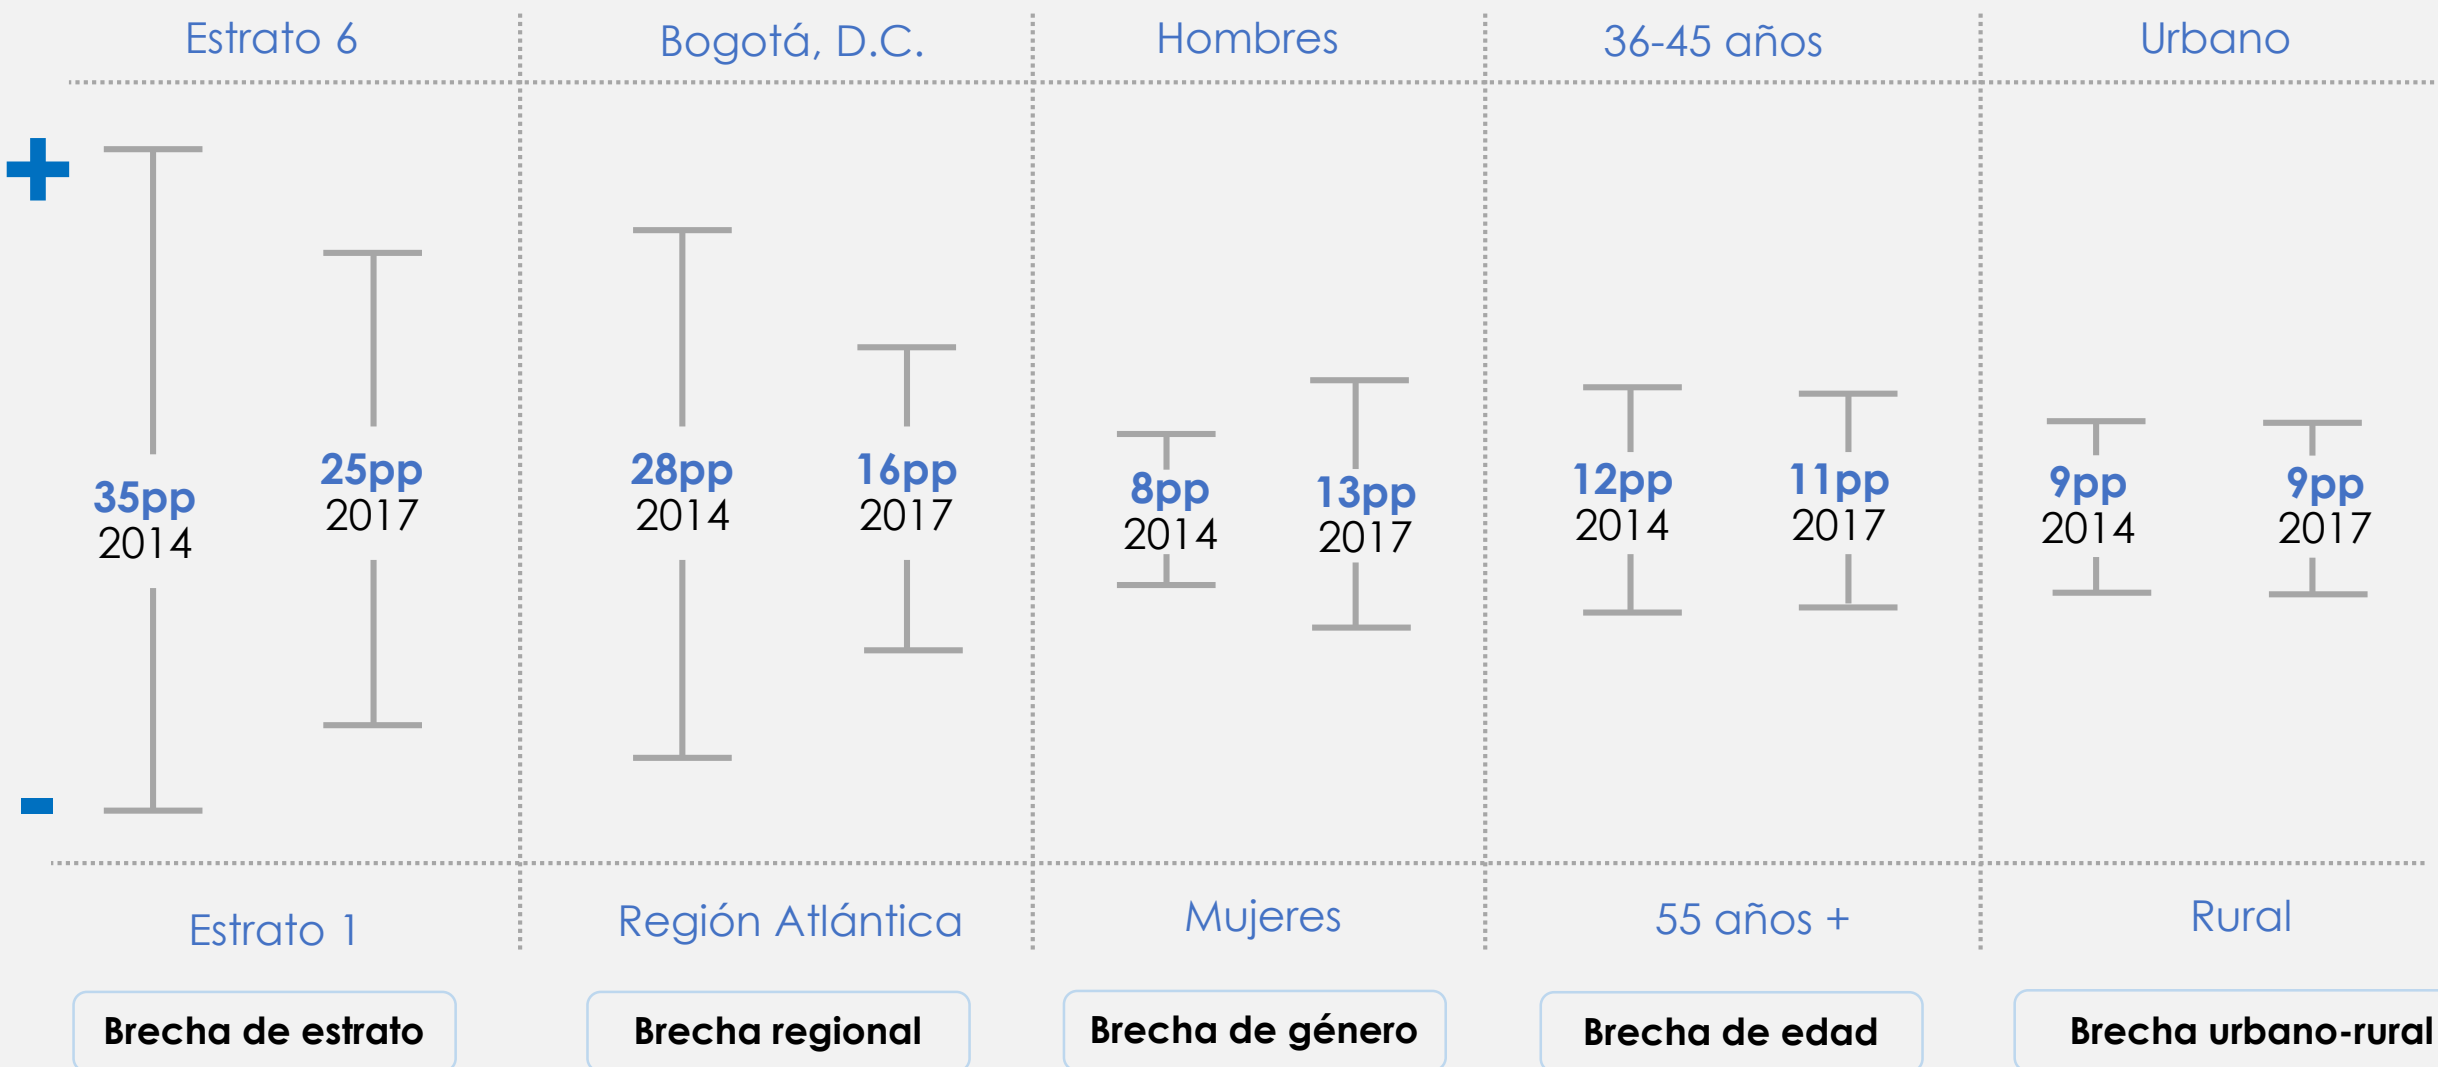 Estrato 6
Bogotá, D.C.
Hombres
36-45 años
Urbano
+
35pp
2014
25pp
2017
28pp
2014
16pp
2017
8pp
2014
13pp
2017
12pp
2014
11pp
2017
9pp
2014
9pp
2017
-
Estrato 1
Región Atlántica
Mujeres
55 años +
Rural
Brecha de estrato
Brecha regional
Brecha de género
Brecha de edad
Brecha urbano-rural